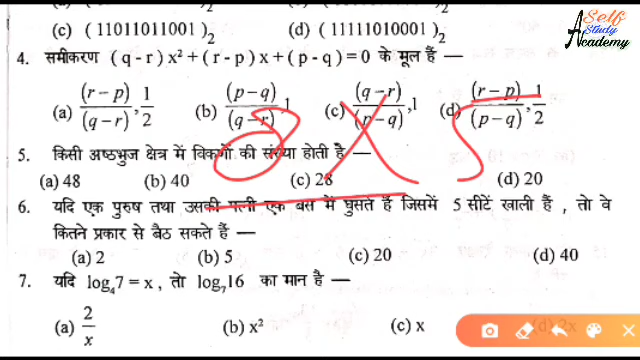 (c) ( 11011011001 )₂ (d) ( 11111010001 )₂
Self Study Academy
4. समीकरण ( q - r ) x² + ( r - p ) x + ( p - q ) = 0 के मूल हैं —
(a) (r – p)/(q – r), 1/2 (b) (p – q)/(q – r), 1 (c) (q – r)/(p – q), 1 (d) (r – p)/(p – q), 1/2
5. किसी अष्ठभुज क्षेत्र में विकर्णो की संख्या होती है —
(a) 48 (b) 40 (c) 28 (d) 20
6. यदि एक पुरुष तथा उसकी पत्नी एक बस में घुसते हैं जिसमें 5 सीटें खाली हैं , तो वे
कितने प्रकार से बैठ सकते हैं —
(a) 2 (b) 5 (c) 20 (d) 40
7. यदि log₄7 = x, तो log₇16 का मान है —
(a) 2/x (b) x² (c) x (d) 2x